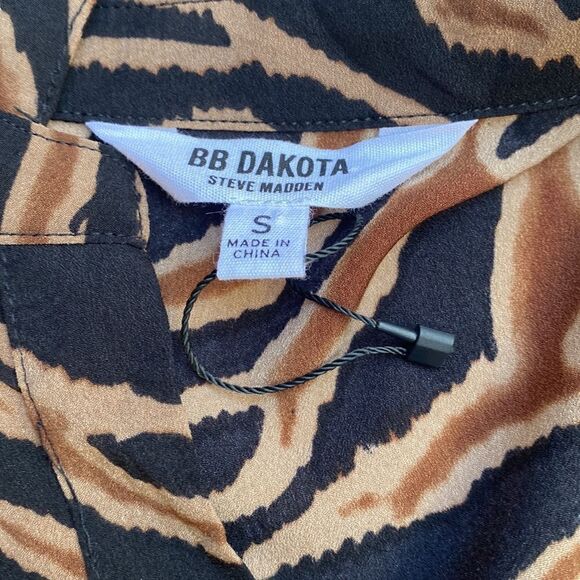 BB DAKOTA
STEVE MADDEN
S
MADE IN
CHINA